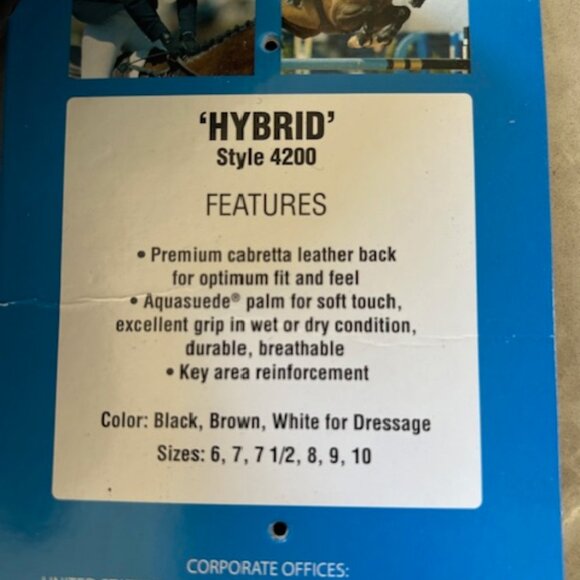 ‘HYBRID’
Style 4200
FEATURES
• Premium cabretta leather back
for optimum fit and feel
• Aquasuede® palm for soft touch,
excellent grip in wet or dry condition,
durable, breathable
• Key area reinforcement
Color: Black, Brown, White for Dressage
Sizes: 6, 7, 7 1/2, 8, 9, 10
CORPORATE OFFICES: